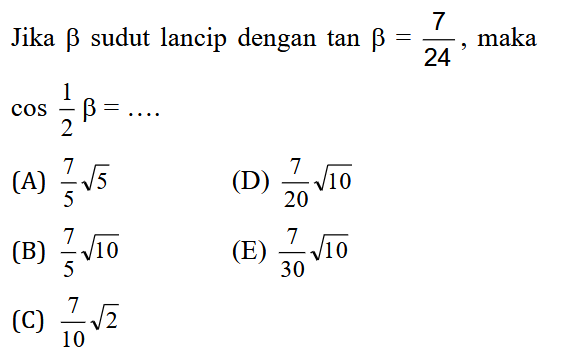 Jika β sudut lancip dengan tan β = 7/24 , maka
cos 1/2 β = ....
(A) 7/5 √5
(D) 7/20 √10
(B) 7/5 √10
(E) 7/30 √10
(C) 7/10 √2